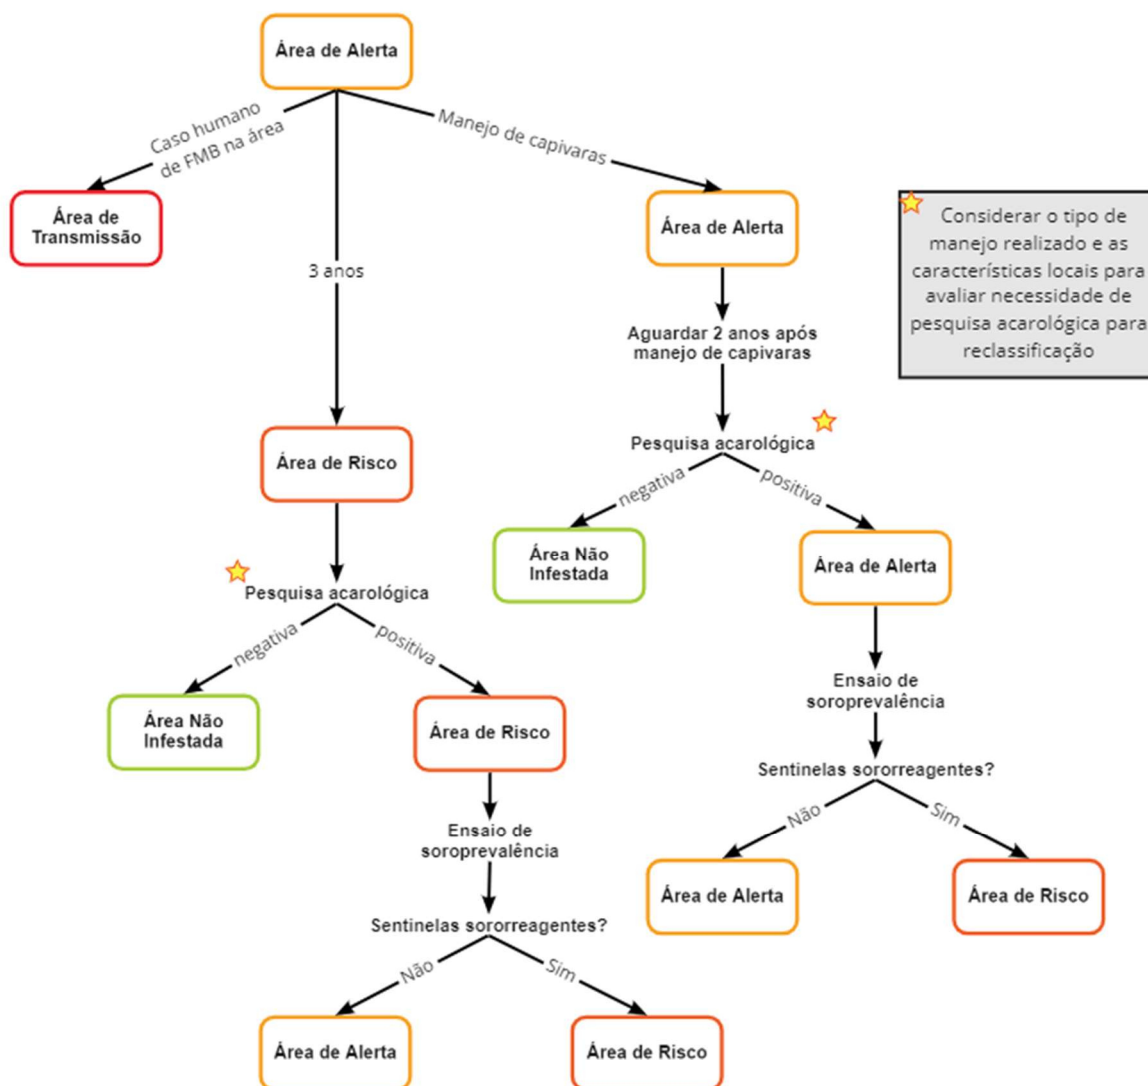 Área de Alerta
Caso humano
de FMB na área
Manejo de capivaras
Área de
Transmissão
Área de Alerta
Considerar o tipo de
manejo realizado e as
características locais para
avaliar necessidade de
pesquisa acarológica para
reclassificação
3 anos
Aguardar 2 anos após
manejo de capivaras
Área de Risco
Pesquisa acarológica
negativa
positiva
Área Não
Infestada
Área de Alerta
Pesquisa acarológica
negativa
positiva
Área Não
Infestada
Área de Risco
Ensaio de
soroprevalência
Sentinelas sororreagentes?
Não
Sim
Ensaio de
soroprevalência
Área de Alerta
Área de Risco
Sentinelas sororreagentes?
Não
Sim
Área de Alerta
Área de Risco